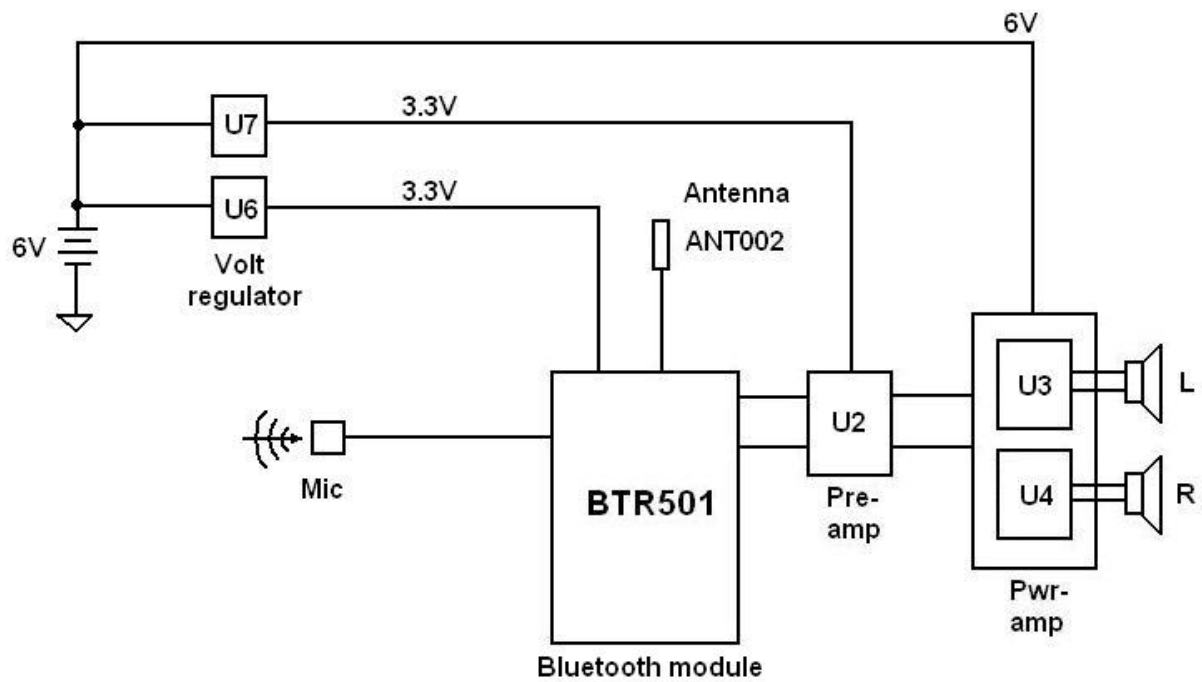 6V
3.3V
U7
3.3V
U6
Antenna
ANT002
6V
Volt
regulator
U3
L
U2
Mic
BTR501
U4
R
Pre-
amp
Pwr-
amp
Bluetooth module